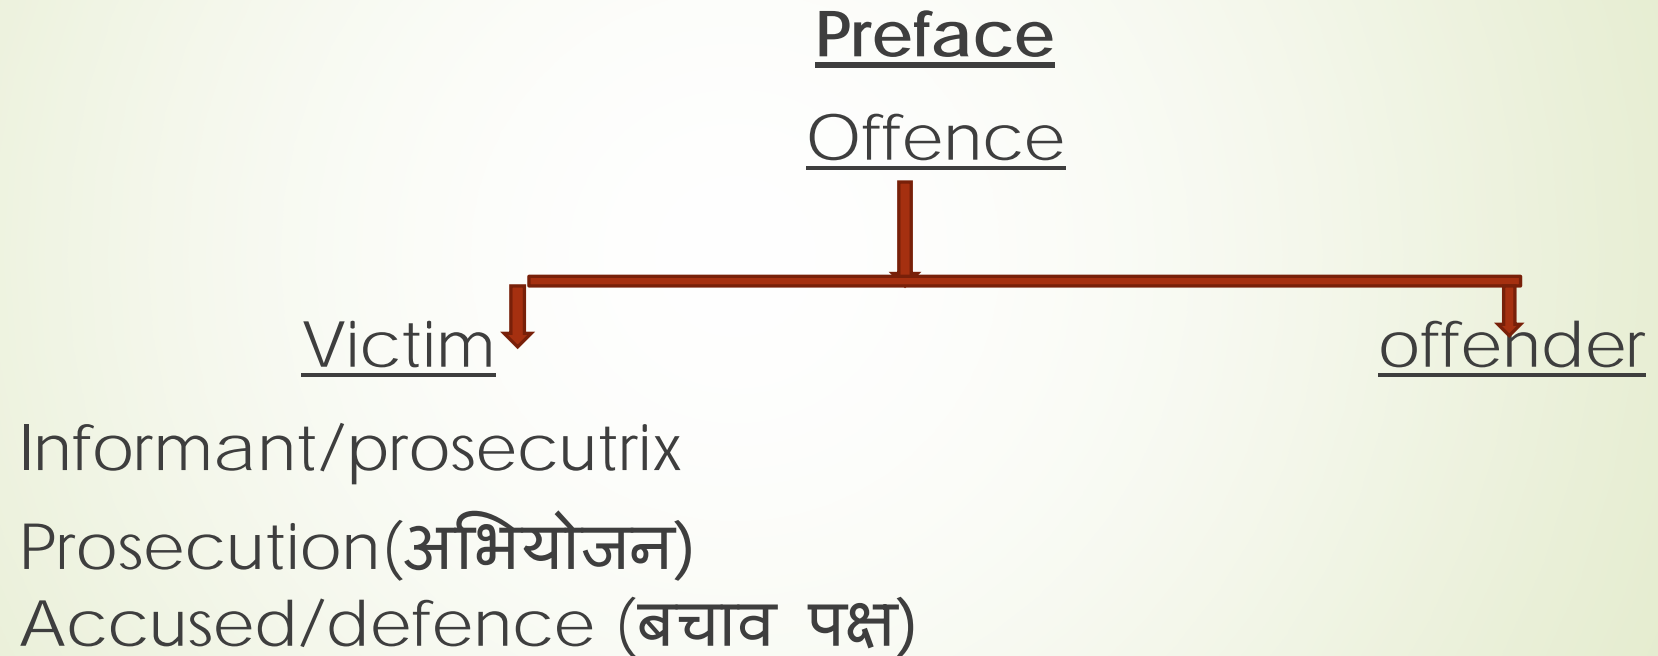 Preface
Offence
Victim offender
Informant/prosecutrix
Prosecution(अभियोजन)
Accused/defence (बचाव पक्ष)